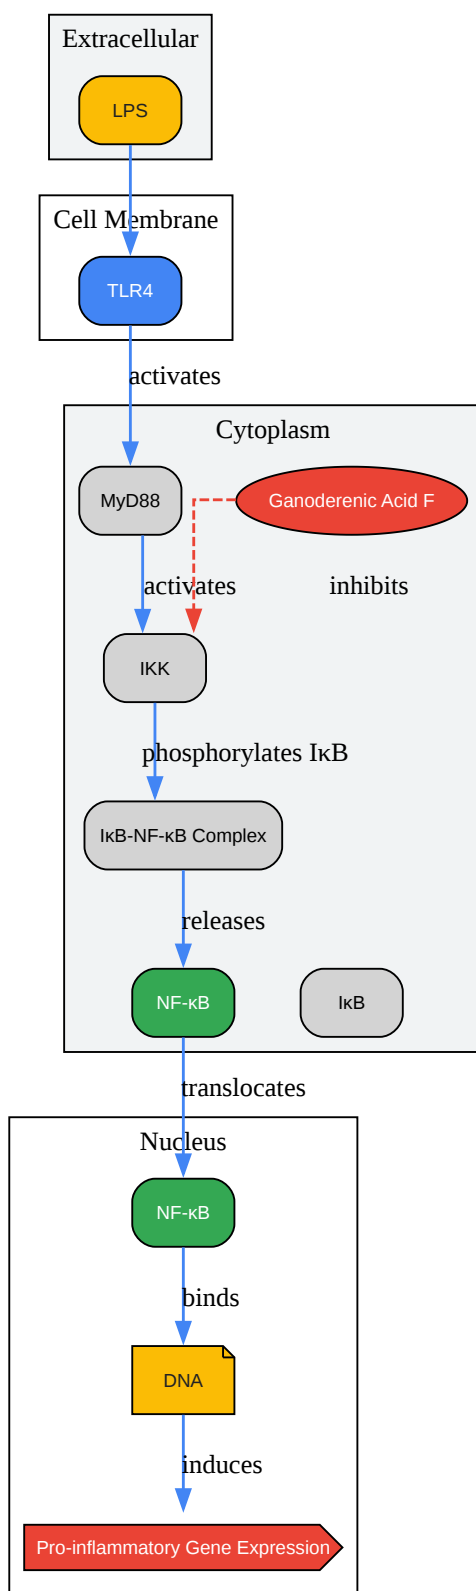 Extracellular
LPS
Cell Membrane
TLR4
activates
Cytoplasm
MyD88
Ganoderenic Acid F
activates
inhibits
IKK
phosphorylates IκB
IκB-NF-κB Complex
releases
NF-κB
IκB
translocates
Nucleus
NF-κB
binds
DNA
induces
Pro-inflammatory Gene Expression